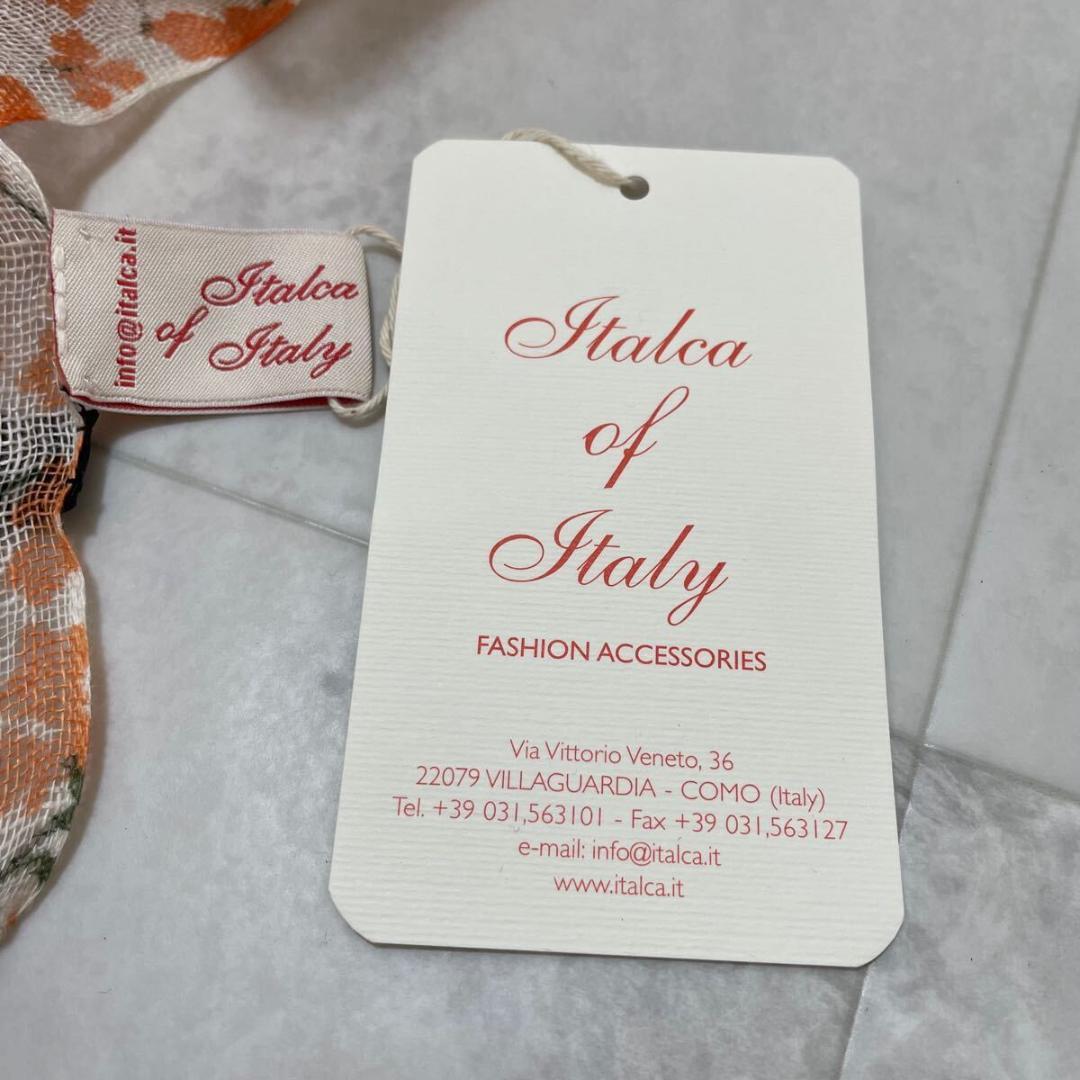 info@italca.it
Italca
of Italy
Italca
of
Italy
FASHION ACCESSORIES
Via Vittorio Veneto, 36
22079 VILLAGUARDIA - COMO (Italy)
Tel. +39 031,563101 - Fax +39 031,563127
e-mail: info@italca.it
www.italca.it